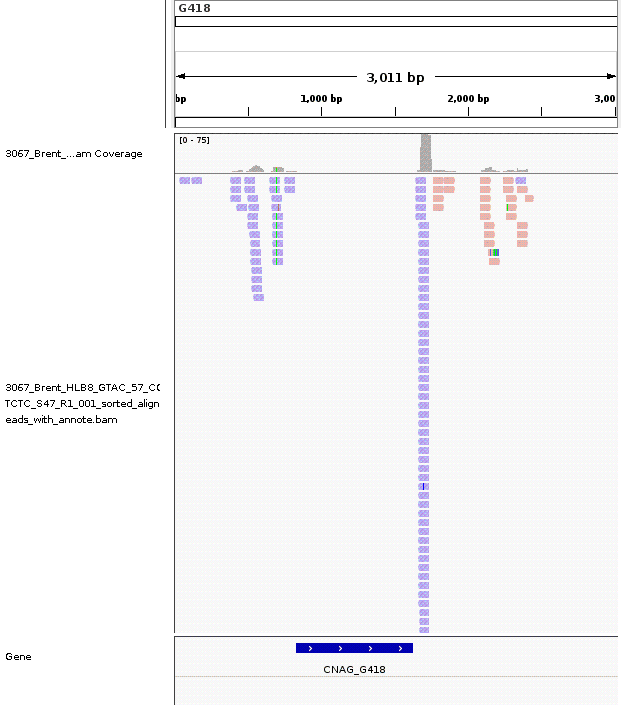 G418
3,011 bp
bp
1,000 bp
2,000 bp
3,00
3067_Brent_...am Coverage
[0 - 75]
3067_Brent_HLB8_GTAC_57_CC
TCTC_S47_R1_001_sorted_align
eads_with_annote.bam
Gene
CNAG_G418